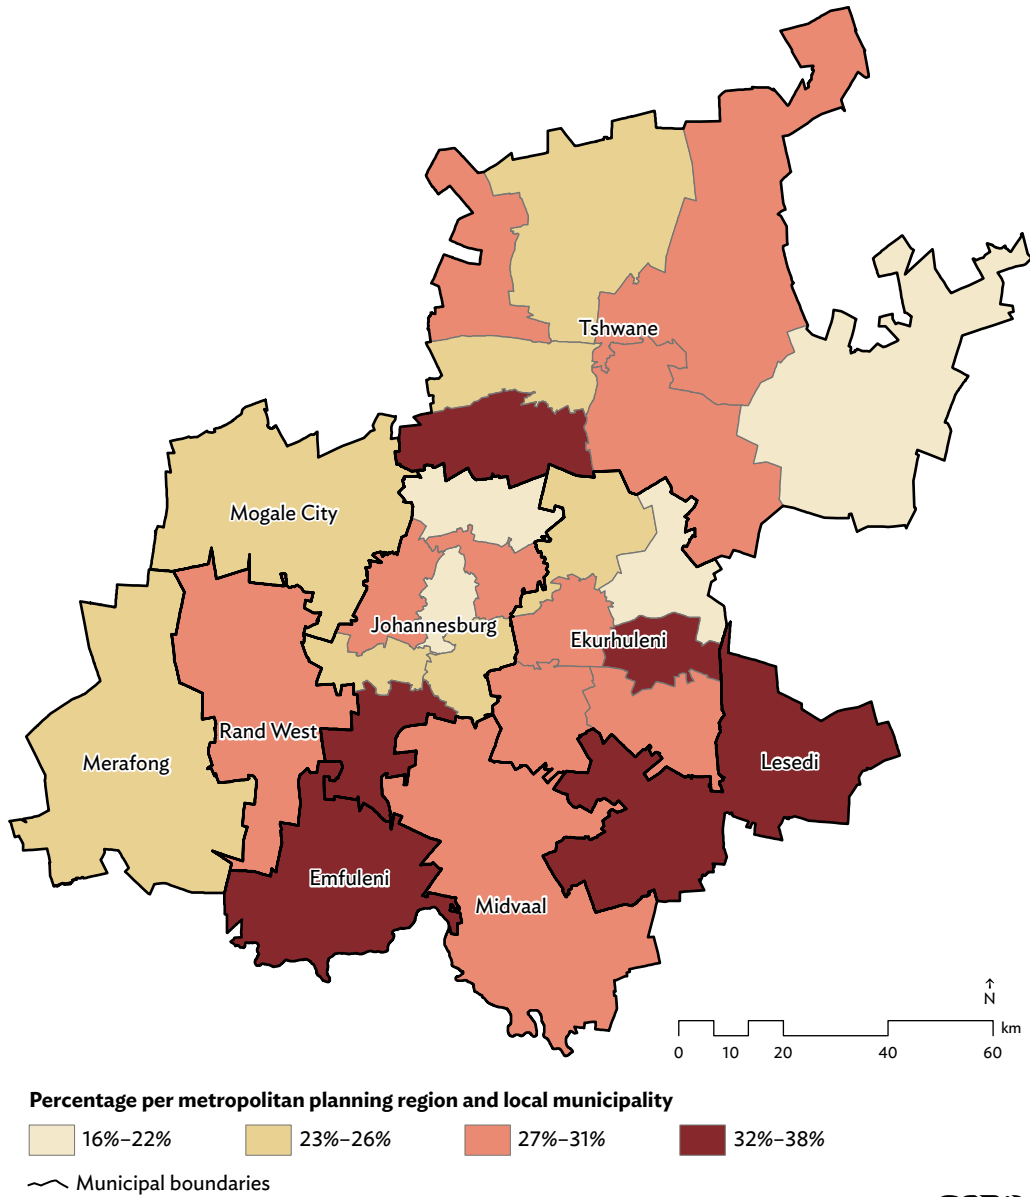 Tshwane
Mogale City
Johannesburg
Ekurhuleni
Rand West
Merafong
Lesedi
Emfuleni
Midvaal
N
km
0 10 20 40 60
Percentage per metropolitan planning region and local municipality
16%–22% 23%–26% 27%–31% 32%–38%
Municipal boundaries